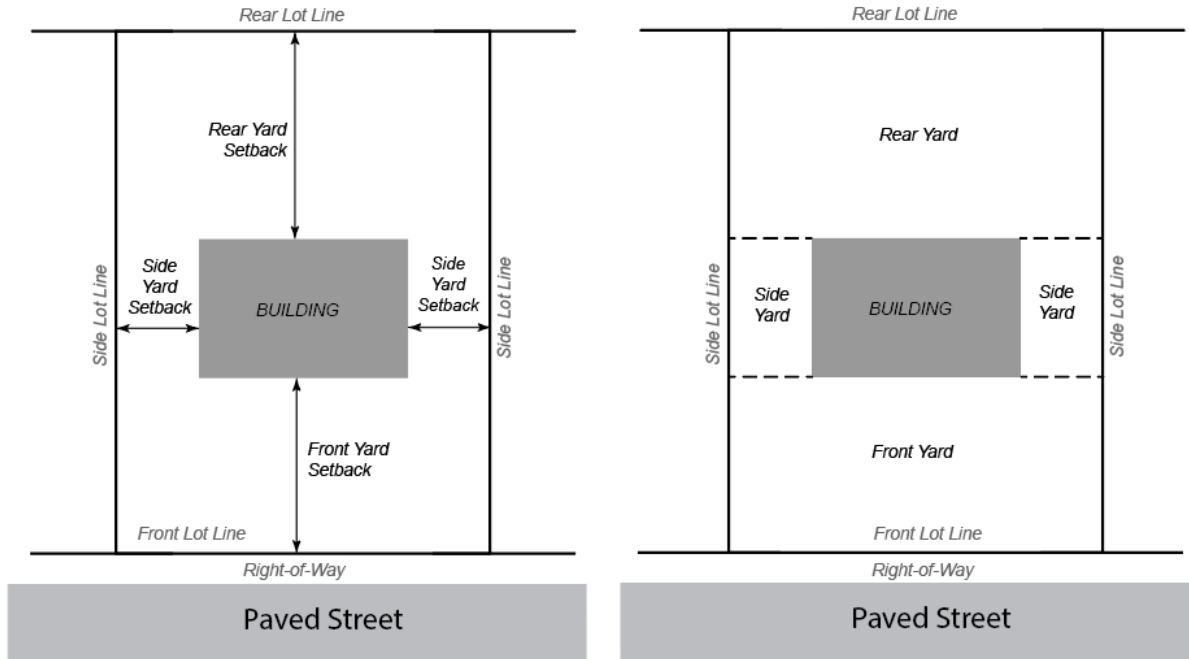 Rear Lot Line
Rear Yard
Setback
Side Lot Line
Side
Yard
Setback
BUILDING
Side
Yard
Setback
Side Lot Line
Front Yard
Setback
Front Lot Line
Right-of-Way
Paved Street
Rear Lot Line
Rear Yard
Side Lot Line
Side
Yard
BUILDING
Side
Yard
Side Lot Line
Front Yard
Front Lot Line
Right-of-Way
Paved Street